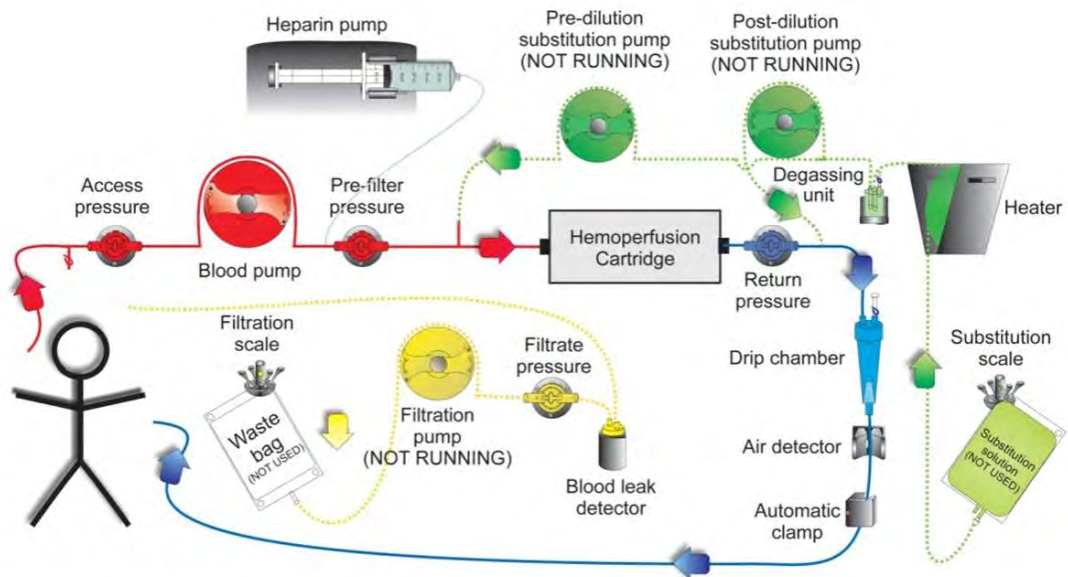 Heparin pump
Pre-dilution
substitution pump
(NOT RUNNING)
Post-dilution
substitution pump
(NOT RUNNING)
Access
pressure
Pre-filter
pressure
Blood pump
Degassing
unit
Heater
Hemoperfusion
Cartridge
Return
pressure
Filtration
scale
Filtrate
pressure
Drip chamber
Substitution
scale
Waste
bag
(NOT USED)
Filtration
pump
(NOT RUNNING)
Blood leak
detector
Air detector
Substitution
solution
(NOT USED)
Automatic
clamp